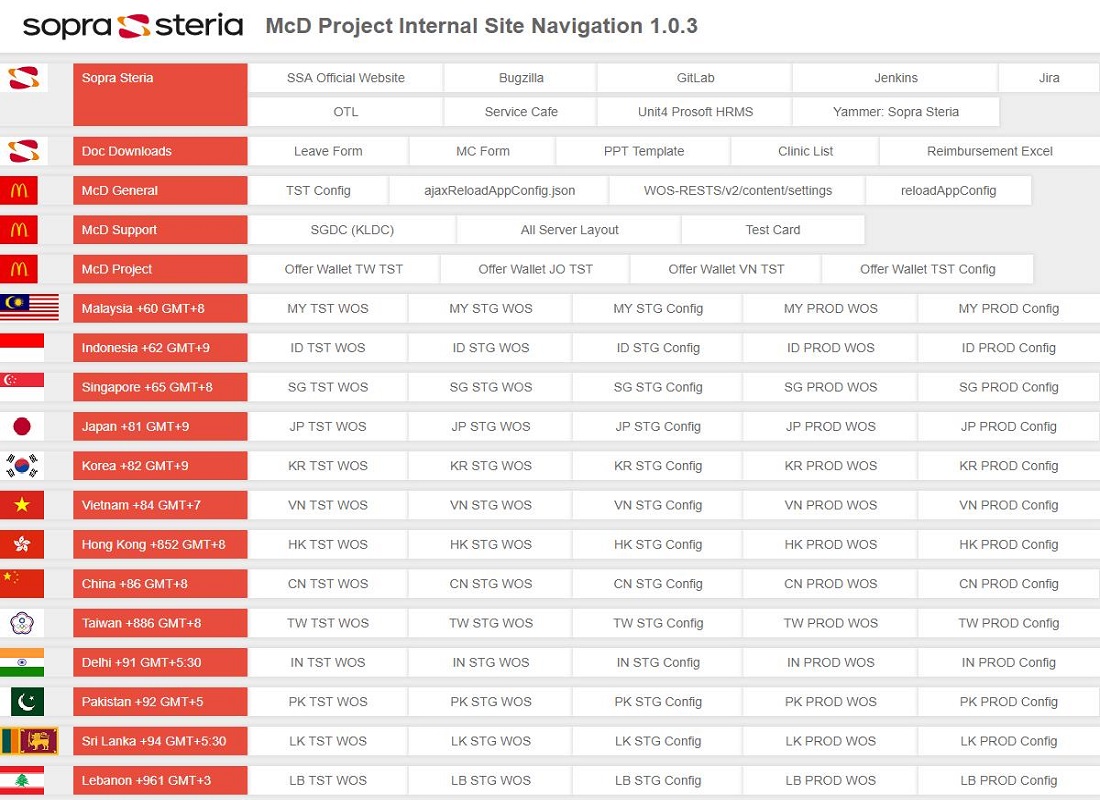 sopra steria McD Project Internal Site Navigation 1.0.3
Sopra Steria SSA Official Website Bugzilla GitLab Jenkins Jira
OTL Service Cafe Unit4 Prosoft HRMS Yammer: Sopra Steria
Doc Downloads Leave Form MC Form PPT Template Clinic List Reimbursement Excel
McD General TST Config ajaxReloadAppConfig.json WOS-RESTS/v2/content/settings reloadAppConfig
McD Support SGDC (KLDC) All Server Layout Test Card
McD Project Offer Wallet TW TST Offer Wallet JO TST Offer Wallet VN TST Offer Wallet TST Config
Malaysia +60 GMT+8 MY TST WOS MY STG WOS MY STG Config MY PROD WOS MY PROD Config
Indonesia +62 GMT+9 ID TST WOS ID STG WOS ID STG Config ID PROD WOS ID PROD Config
Singapore +65 GMT+8 SG TST WOS SG STG WOS SG STG Config SG PROD WOS SG PROD Config
Japan +81 GMT+9 JP TST WOS JP STG WOS JP STG Config JP PROD WOS JP PROD Config
Korea +82 GMT+9 KR TST WOS KR STG WOS KR STG Config KR PROD WOS KR PROD Config
Vietnam +84 GMT+7 VN TST WOS VN STG WOS VN STG Config VN PROD WOS VN PROD Config
Hong Kong +852 GMT+8 HK TST WOS HK STG WOS HK STG Config HK PROD WOS HK PROD Config
China +86 GMT+8 CN TST WOS CN STG WOS CN STG Config CN PROD WOS CN PROD Config
Taiwan +886 GMT+8 TW TST WOS TW STG WOS TW STG Config TW PROD WOS TW PROD Config
Delhi +91 GMT+5:30 IN TST WOS IN STG WOS IN STG Config IN PROD WOS IN PROD Config
Pakistan +92 GMT+5 PK TST WOS PK STG WOS PK STG Config PK PROD WOS PK PROD Config
Sri Lanka +94 GMT+5:30 LK TST WOS LK STG WOS LK STG Config LK PROD WOS LK PROD Config
Lebanon +961 GMT+3 LB TST WOS LB STG WOS LB STG Config LB PROD WOS LB PROD Config